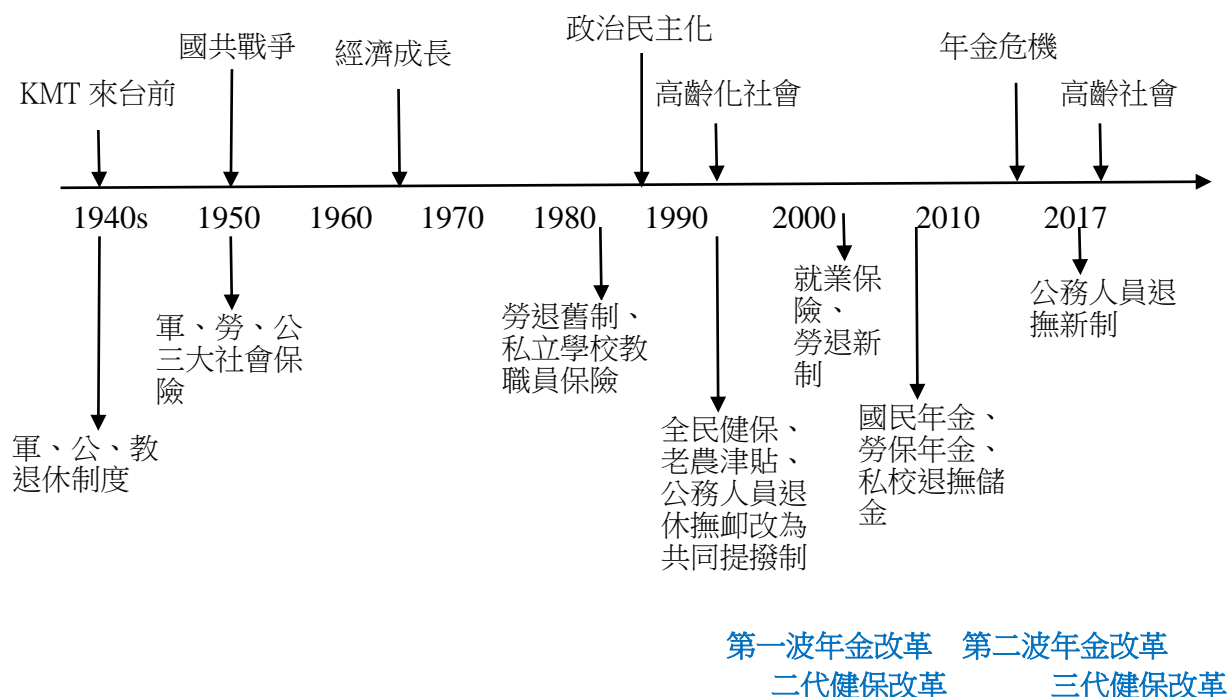 政治民主化
國共戰爭
經濟成長
年金危機
KMT 來台前
高齡化社會
高齡社會
1940s 1950 1960 1970 1980 1990 2000 2010 2017
軍、公、教
退休制度
軍、勞、公
三大社會保
險
勞退舊制、
私立學校教
職員保險
全民健保、
老農津貼、
公務人員退
休撫卹改為
共同提撥制
就業保
險、
勞退新
制
國民年金、
勞保年金、
私校退撫儲
金
公務人員退
撫新制
第一波年金改革 第二波年金改革
二代健保改革 三代健保改革